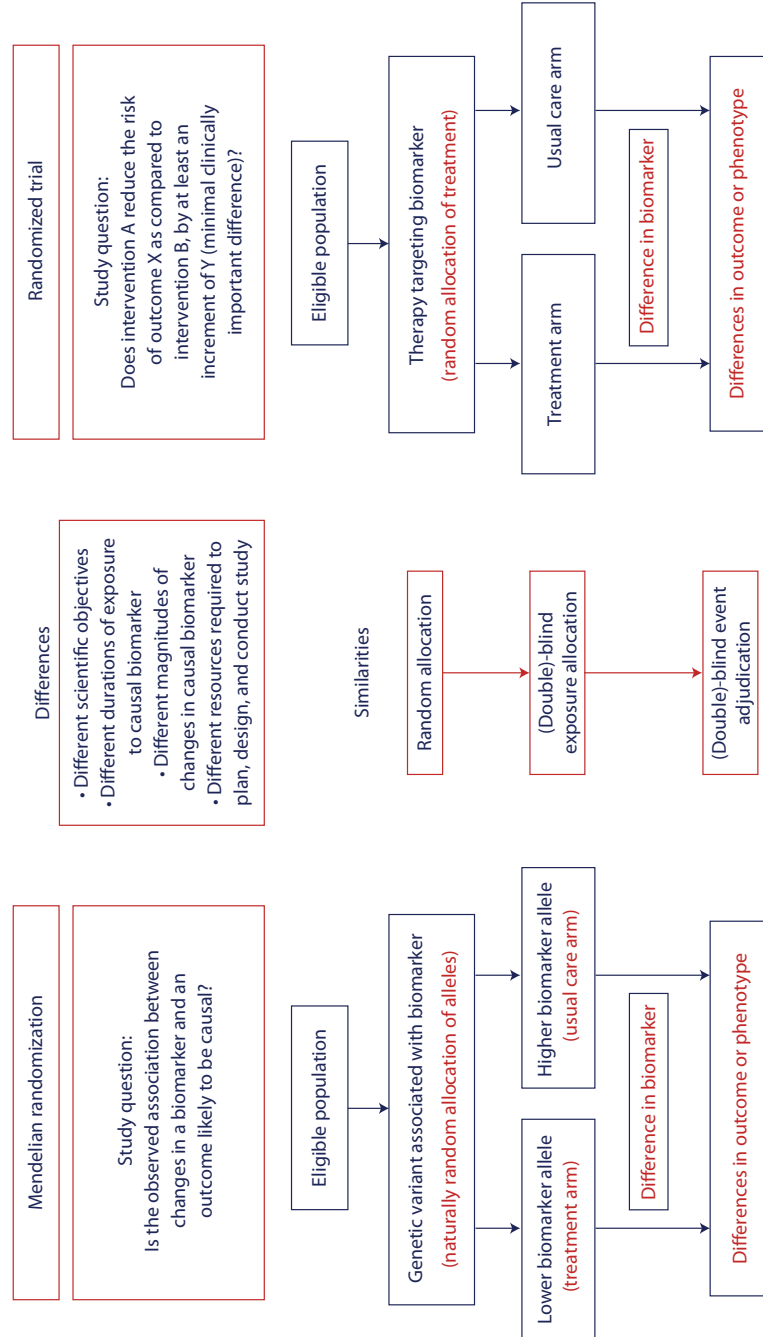 Mendelian randomization
Study question:
Is the observed association between
changes in a biomarker and an
outcome likely to be causal?
Eligible population
Genetic variant associated with biomarker
(naturally random allocation of alleles)
Lower biomarker allele
(treatment arm)
Higher biomarker allele
(usual care arm)
Difference in biomarker
Differences in outcome or phenotype
Differences
• Different scientific objectives
• Different durations of exposure
to causal biomarker
• Different magnitudes of
changes in causal biomarker
• Different resources required to
plan, design, and conduct study
Similarities
Random allocation
(Double)-blind
exposure allocation
(Double)-blind event
adjudication
Randomized trial
Study question:
Does intervention A reduce the risk
of outcome X as compared to
intervention B, by at least an
increment of Y (minimal clinically
important difference)?
Eligible population
Therapy targeting biomarker
(random allocation of treatment)
Treatment arm
Usual care arm
Difference in biomarker
Differences in outcome or phenotype